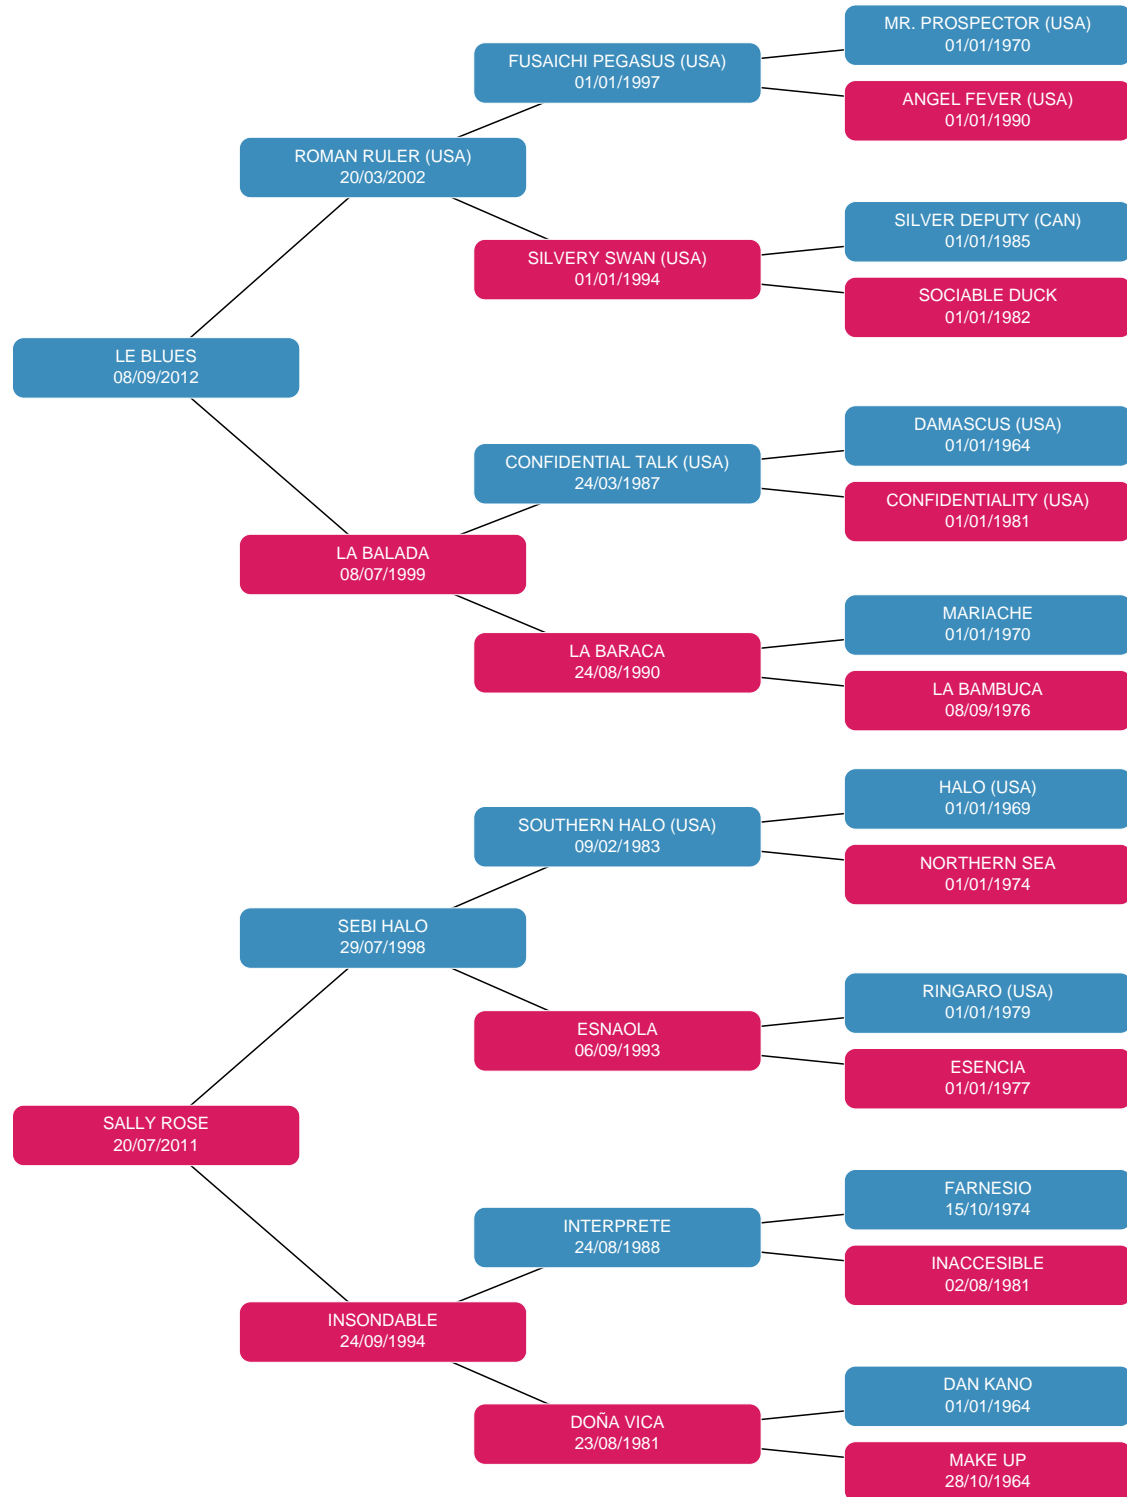 MR. PROSPECTOR (USA)
01/01/1970
FUSAICHI PEGASUS (USA)
01/01/1997
ANGEL FEVER (USA)
01/01/1990
ROMAN RULER (USA)
20/03/2002
SILVER DEPUTY (CAN)
01/01/1985
SILVERY SWAN (USA)
01/01/1994
SOCIABLE DUCK
01/01/1982
LE BLUES
08/09/2012
DAMASCUS (USA)
01/01/1964
CONFIDENTIAL TALK (USA)
24/03/1987
CONFIDENTIALITY (USA)
01/01/1981
LA BALADA
08/07/1999
MARIACHE
01/01/1970
LA BARACA
24/08/1990
LA BAMBUCA
08/09/1976
HALO (USA)
01/01/1969
SOUTHERN HALO (USA)
09/02/1983
NORTHERN SEA
01/01/1974
SEBI HALO
29/07/1998
RINGARO (USA)
01/01/1979
ESNAOLA
06/09/1993
ESENCIA
01/01/1977
SALLY ROSE
20/07/2011
FARNESIO
15/10/1974
INTERPRETE
24/08/1988
INACCESIBLE
02/08/1981
INSONDABLE
24/09/1994
DAN KANO
01/01/1964
DOÑA VICA
23/08/1981
MAKE UP
28/10/1964